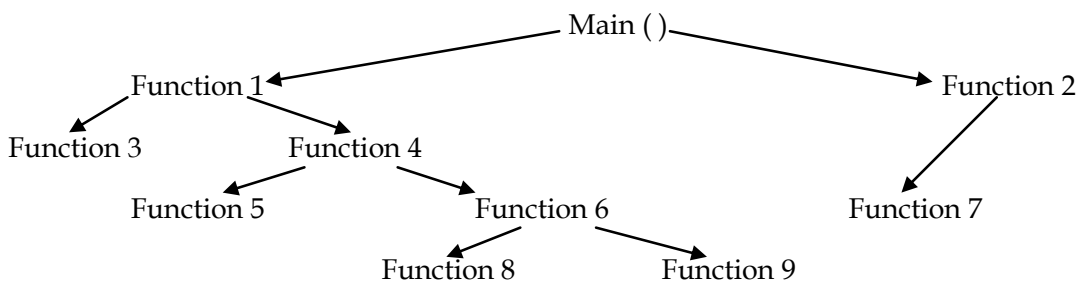 Main ( )
Function 1 Function 2
Function 3 Function 4
Function 5 Function 6 Function 7
Function 8 Function 9